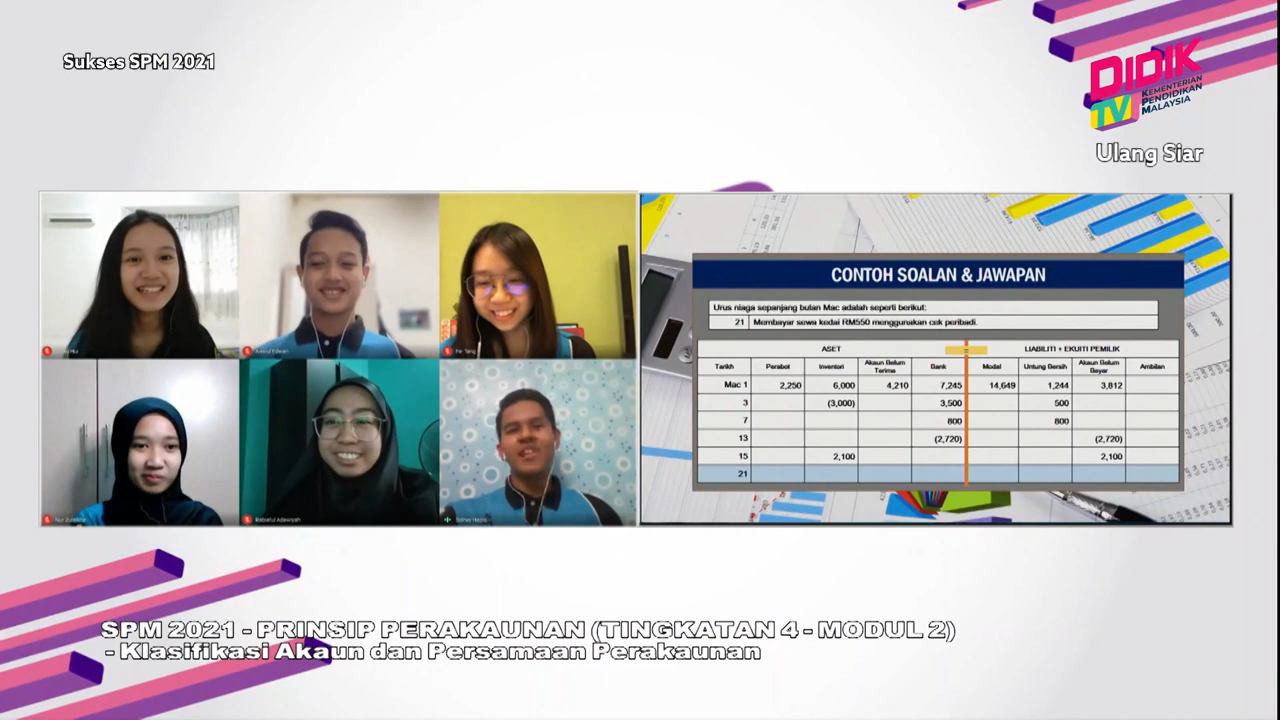 Sukses SPM 2021
DIDIK
TV
KEMENTERIAN
PENDIDIKAN
MALAYSIA
Ulang Siar
CONTOH SOALAN & JAWAPAN
Urus niaga sepanjang bulan Mac adalah seperti berikut:
21 Membayar sewa kedai RM550 menggunakan cek peribadi.
ASET = LIABILITI + EKUITI PEMILIK
Tarikh Perabot Inventori Akaun Belum Terima Bank Modal Untung Bersih Akaun Belum Bayar Ambilan
Mac 1 2,250 6,000 4,210 7,245 14,649 1,244 3,812
3 (3,000) 3,500 500
7 800 800
13 (2,720) (2,720)
15 2,100 2,100
21
SPM 2021 - PRINSIP PERAKAUNAN (TINGKATAN 4 - MODUL 2)
- Klasifikasi Akaun dan Persamaan Perakaunan